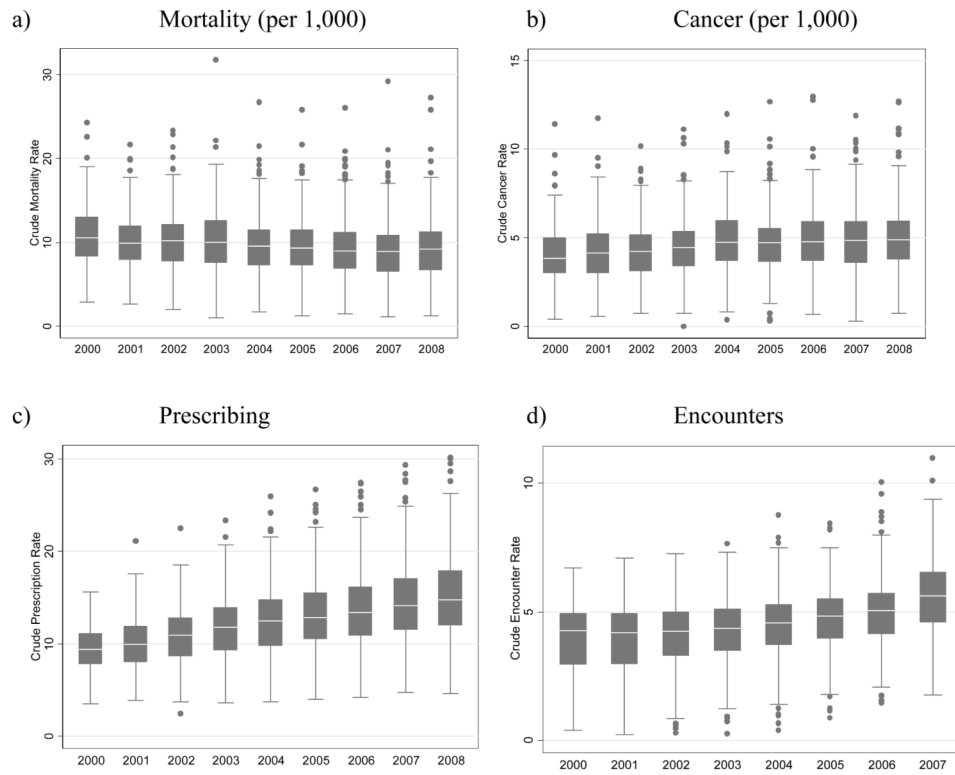 a) Mortality (per 1,000)
Crude Mortality Rate
30
20
10
0
2000 2001 2002 2003 2004 2005 2006 2007 2008
b) Cancer (per 1,000)
Crude Cancer Rate
15
10
5
0
2000 2001 2002 2003 2004 2005 2006 2007 2008
c) Prescribing
Crude Prescription Rate
30
20
10
0
2000 2001 2002 2003 2004 2005 2006 2007 2008
d) Encounters
Crude Encounter Rate
10
5
0
2000 2001 2002 2003 2004 2005 2006 2007